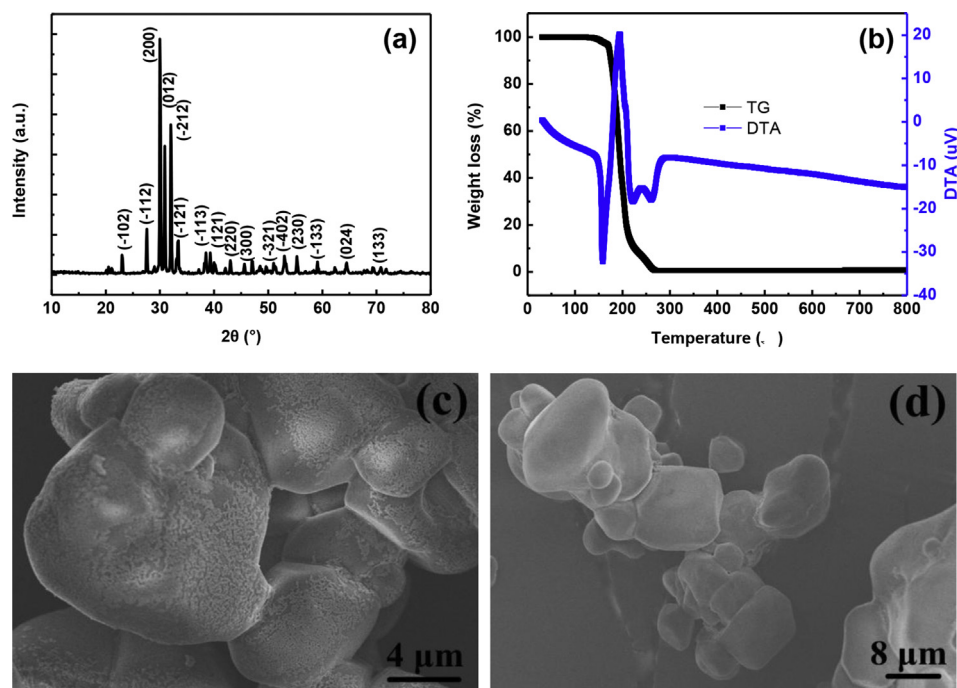 (a)
(200)
(012)
(-212)
(-112)
(-102)
(-121)
(-113)
(121)
(220)
(300)
(-321)
(-402)
(230)
(-133)
(024)
(133)
Intensity (a.u.)
10 20 30 40 50 60 70 80
2θ (°)
(b)
100
80
60
40
20
0
Weight loss (%)
TG
DTA
20
10
0
-10
-20
-30
-40
DTA (uV)
0 100 200 300 400 500 600 700 800
Temperature (
(c)
4 μm
(d)
8 μm